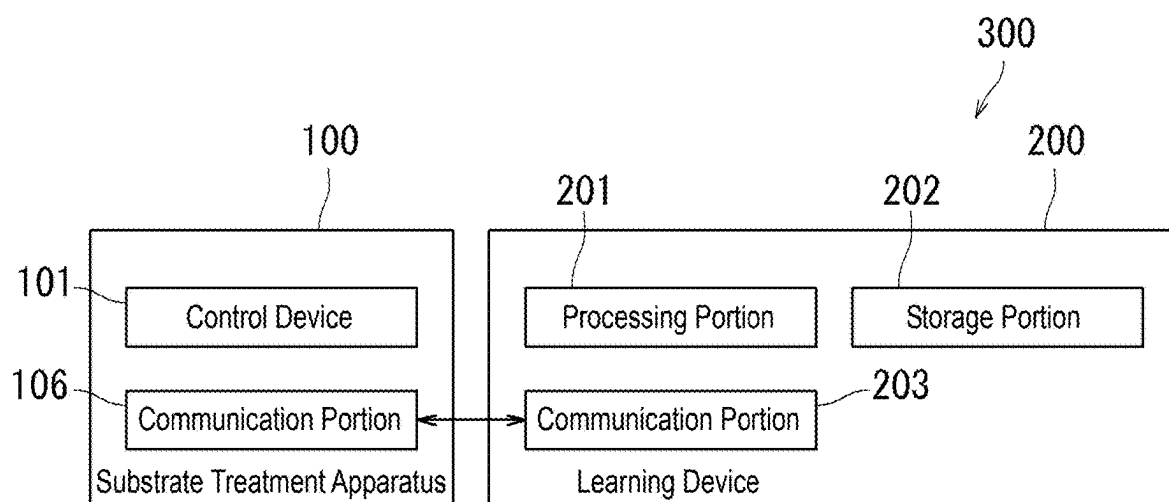 300
100
200
201
202
101
Control Device
Processing Portion
Storage Portion
106
Communication Portion
Communication Portion
203
Substrate Treatment Apparatus
Learning Device